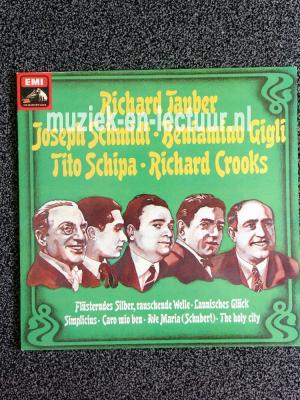 EMI
Richard Tauber
muziek-en-lectuur.nl
Joseph Schmidt · Beniamino Gigli
Tito Schipa · Richard Crooks
Flüsterndes Silber, rauschende Welle · Launisches Glück
Simplicius · Caro mio ben · Ave Maria (Schubert) · The holy city